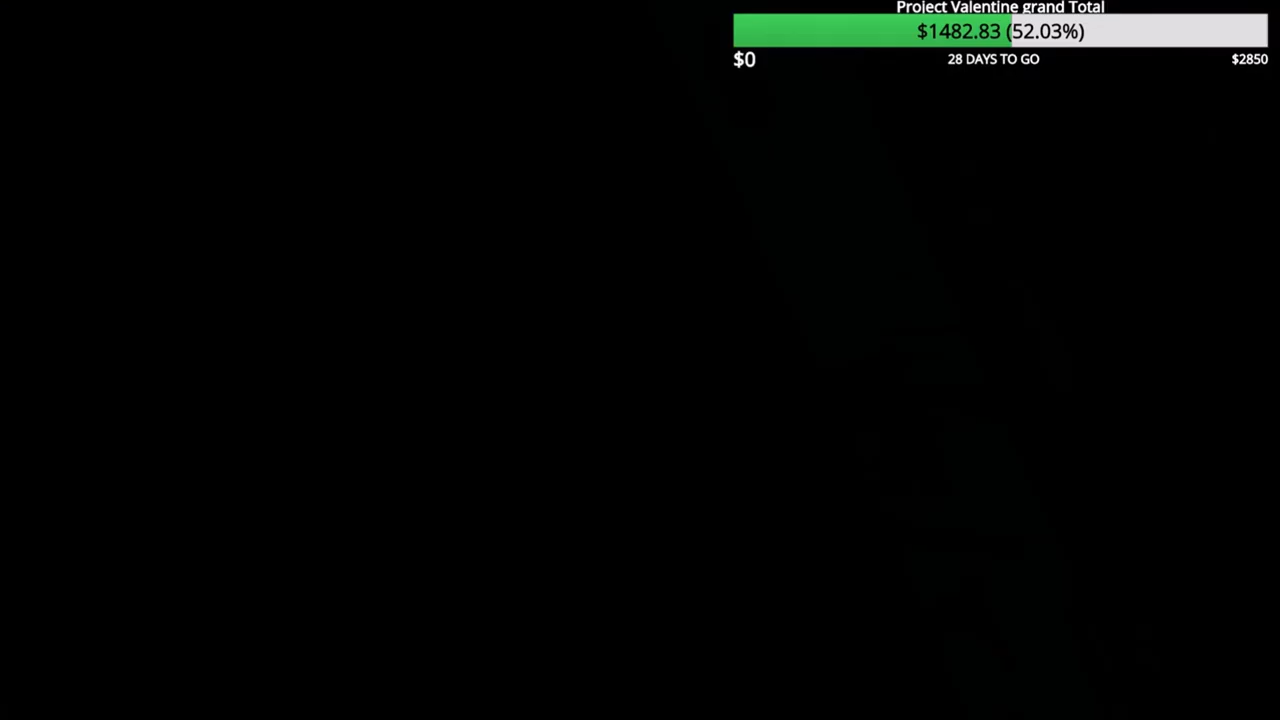 Project Valentine grand Total
$1482.83 (52.03%)
$0 28 DAYS TO GO $2850